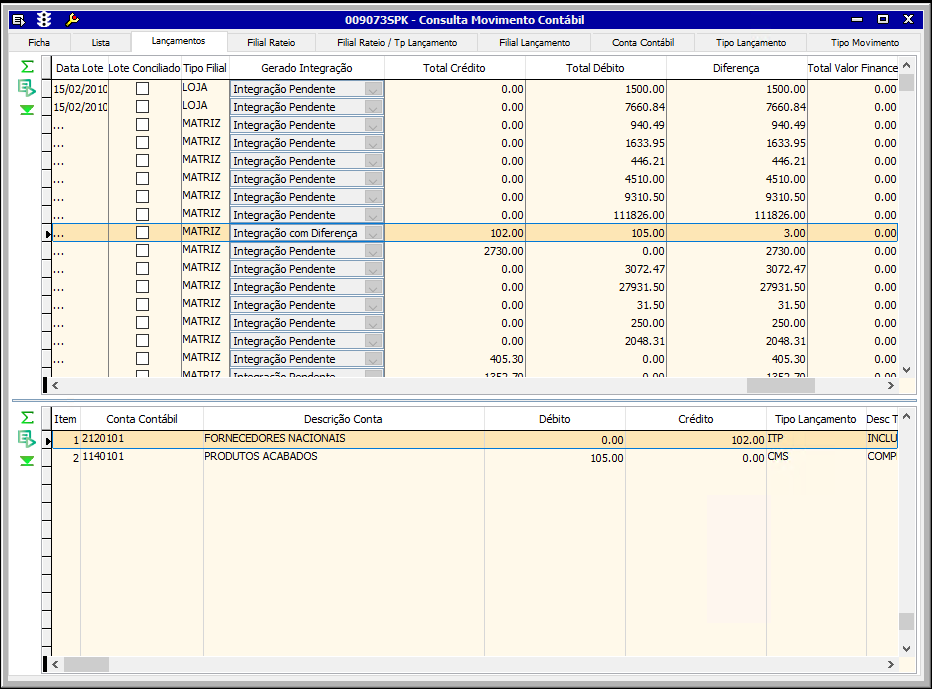 009073SPK - Consulta Movimento Contábil
Ficha Lista Lançamentos Filial Rateio Filial Rateio / Tp Lançamento Filial Lançamento Conta Contábil Tipo Lançamento Tipo Movimento
Data Lote Lote Conciliado Tipo Filial Gerado Integração Total Crédito Total Débito Diferença Total Valor Finance
15/02/2010 LOJA Integração Pendente 0.00 1500.00 1500.00 0.00
15/02/2010 LOJA Integração Pendente 0.00 7660.84 7660.84 0.00
... MATRIZ Integração Pendente 0.00 940.49 940.49 0.00
... MATRIZ Integração Pendente 0.00 1633.95 1633.95 0.00
... MATRIZ Integração Pendente 0.00 446.21 446.21 0.00
... MATRIZ Integração Pendente 0.00 4510.00 4510.00 0.00
... MATRIZ Integração Pendente 0.00 9310.50 9310.50 0.00
... MATRIZ Integração Pendente 0.00 111826.00 111826.00 0.00
... MATRIZ Integração com Diferença 102.00 105.00 3.00 0.00
... MATRIZ Integração Pendente 2730.00 0.00 2730.00 0.00
... MATRIZ Integração Pendente 0.00 3072.47 3072.47 0.00
... MATRIZ Integração Pendente 0.00 27931.50 27931.50 0.00
... MATRIZ Integração Pendente 0.00 31.50 31.50 0.00
... MATRIZ Integração Pendente 0.00 250.00 250.00 0.00
... MATRIZ Integração Pendente 0.00 2048.31 2048.31 0.00
... MATRIZ Integração Pendente 405.30 0.00 405.30 0.00
... MATRIZ Integração Pendente 1352.70 0.00 1352.70 0.00
Item Conta Contábil Descrição Conta Débito Crédito Tipo Lançamento Desc T
1 2120101 FORNECEDORES NACIONAIS 0.00 102.00 ITP INCLU
2 1140101 PRODUTOS ACABADOS 105.00 0.00 CMS COMP